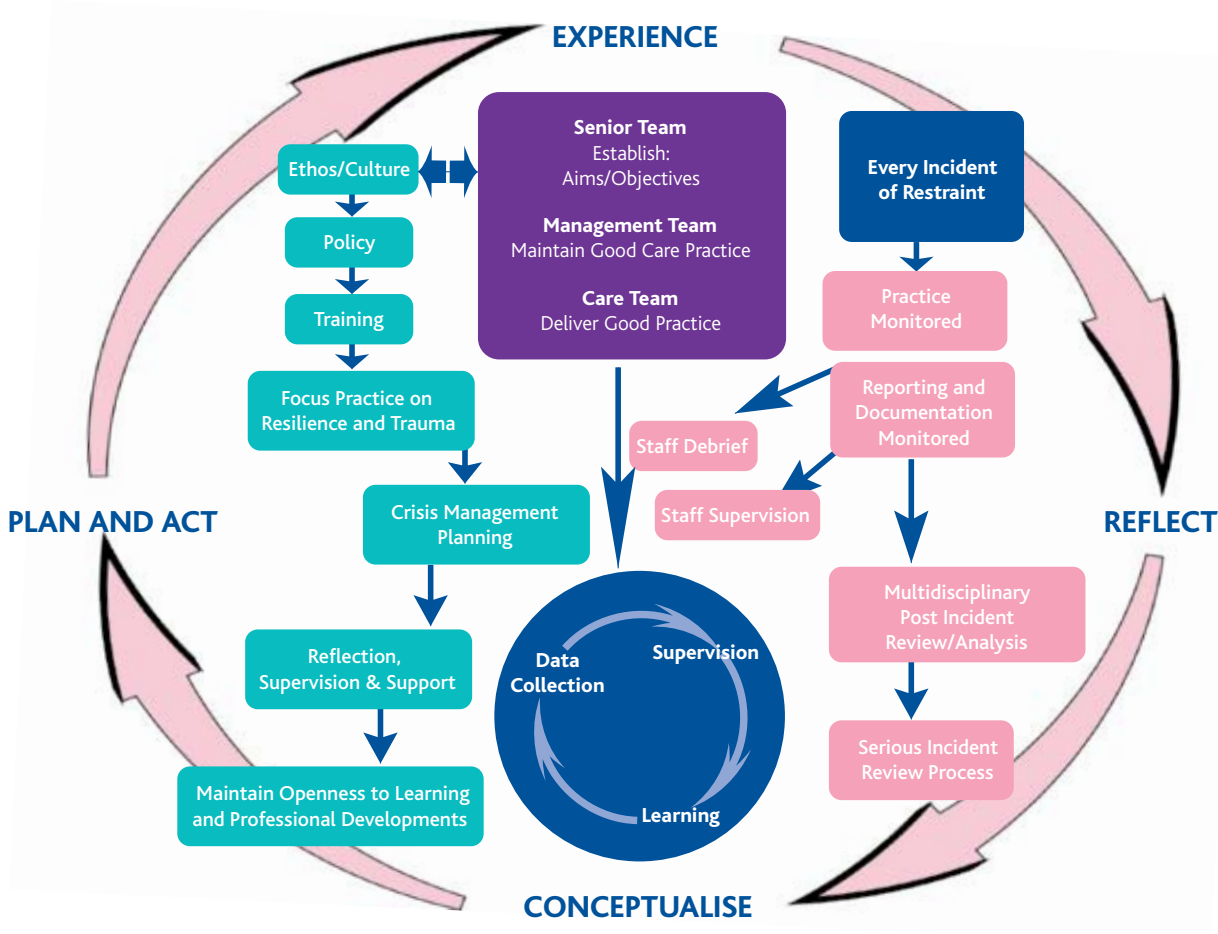 EXPERIENCE
Senior Team
Establish:
Aims/Objectives
Management Team
Maintain Good Care Practice
Care Team
Deliver Good Practice
Ethos/Culture
Policy
Training
Focus Practice on
Resilience and Trauma
Crisis Management
Planning
Reflection,
Supervision & Support
Maintain Openness to Learning
and Professional Developments
Every Incident
of Restraint
Practice
Monitored
Reporting and
Documentation
Monitored
Staff Debrief
Staff Supervision
Multidisciplinary
Post Incident
Review/Analysis
Serious Incident
Review Process
PLAN AND ACT
REFLECT
Data
Collection
Supervision
Learning
CONCEPTUALISE